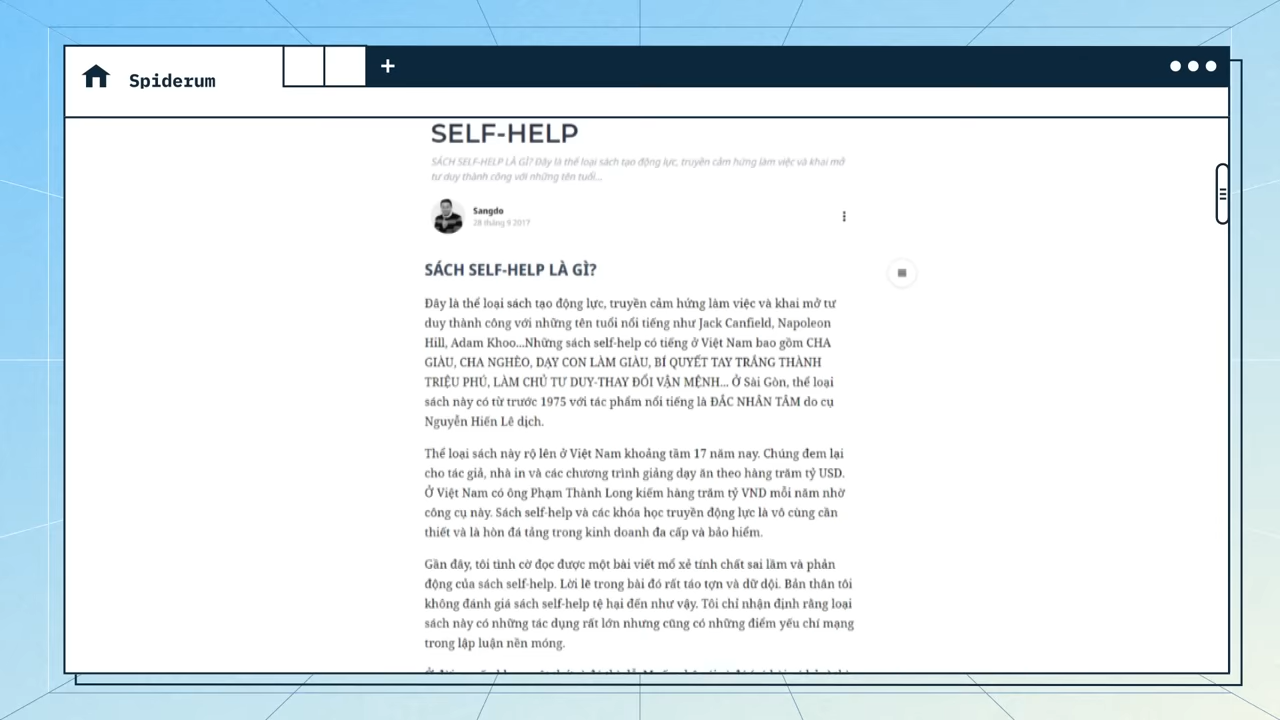 Spiderum
SELF-HELP
SÁCH SELF-HELP LÀ GÌ? Đây là thể loại sách tạo động lực, truyền cảm hứng làm việc và khai mở
tư duy thành công với những tên tuổi...
Sangdo
28 tháng 9 2017
SÁCH SELF-HELP LÀ GÌ?
Đây là thể loại sách tạo động lực, truyền cảm hứng làm việc và khai mở tư
duy thành công với những tên tuổi nổi tiếng như Jack Canfield, Napoleon
Hill, Adam Khoo...Những sách self-help có tiếng ở Việt Nam bao gồm CHA
GIÀU, CHA NGHÈO, DẠY CON LÀM GIÀU, BÍ QUYẾT TAY TRẮNG THÀNH
TRIỆU PHÚ, LÀM CHỦ TƯ DUY-THAY ĐỔI VẬN MỆNH... Ở Sài Gòn, thể loại
sách này có từ trước 1975 với tác phẩm nổi tiếng là ĐẮC NHÂN TÂM do cụ
Nguyễn Hiến Lê dịch.
Thể loại sách này rộ lên ở Việt Nam khoảng tầm 17 năm nay. Chúng đem lại
cho tác giả, nhà in và các chương trình giảng dạy ăn theo hàng trăm tỷ USD.
Ở Việt Nam có ông Phạm Thành Long kiếm hàng trăm tỷ VND mỗi năm nhờ
công cụ này. Sách self-help và các khóa học truyền động lực là vô cùng cần
thiết và là hòn đá tảng trong kinh doanh đa cấp và bảo hiểm.
Gần đây, tôi tình cờ đọc được một bài viết mổ xẻ tính chất sai lầm và phản
động của sách self-help. Lời lẽ trong bài đó rất táo tợn và dữ dội. Bản thân tôi
không đánh giá sách self-help tệ hại đến như vậy. Tôi chỉ nhận định rằng loại
sách này có những tác dụng rất lớn nhưng cũng có những điểm yếu chí mạng
trong lập luận nền móng.